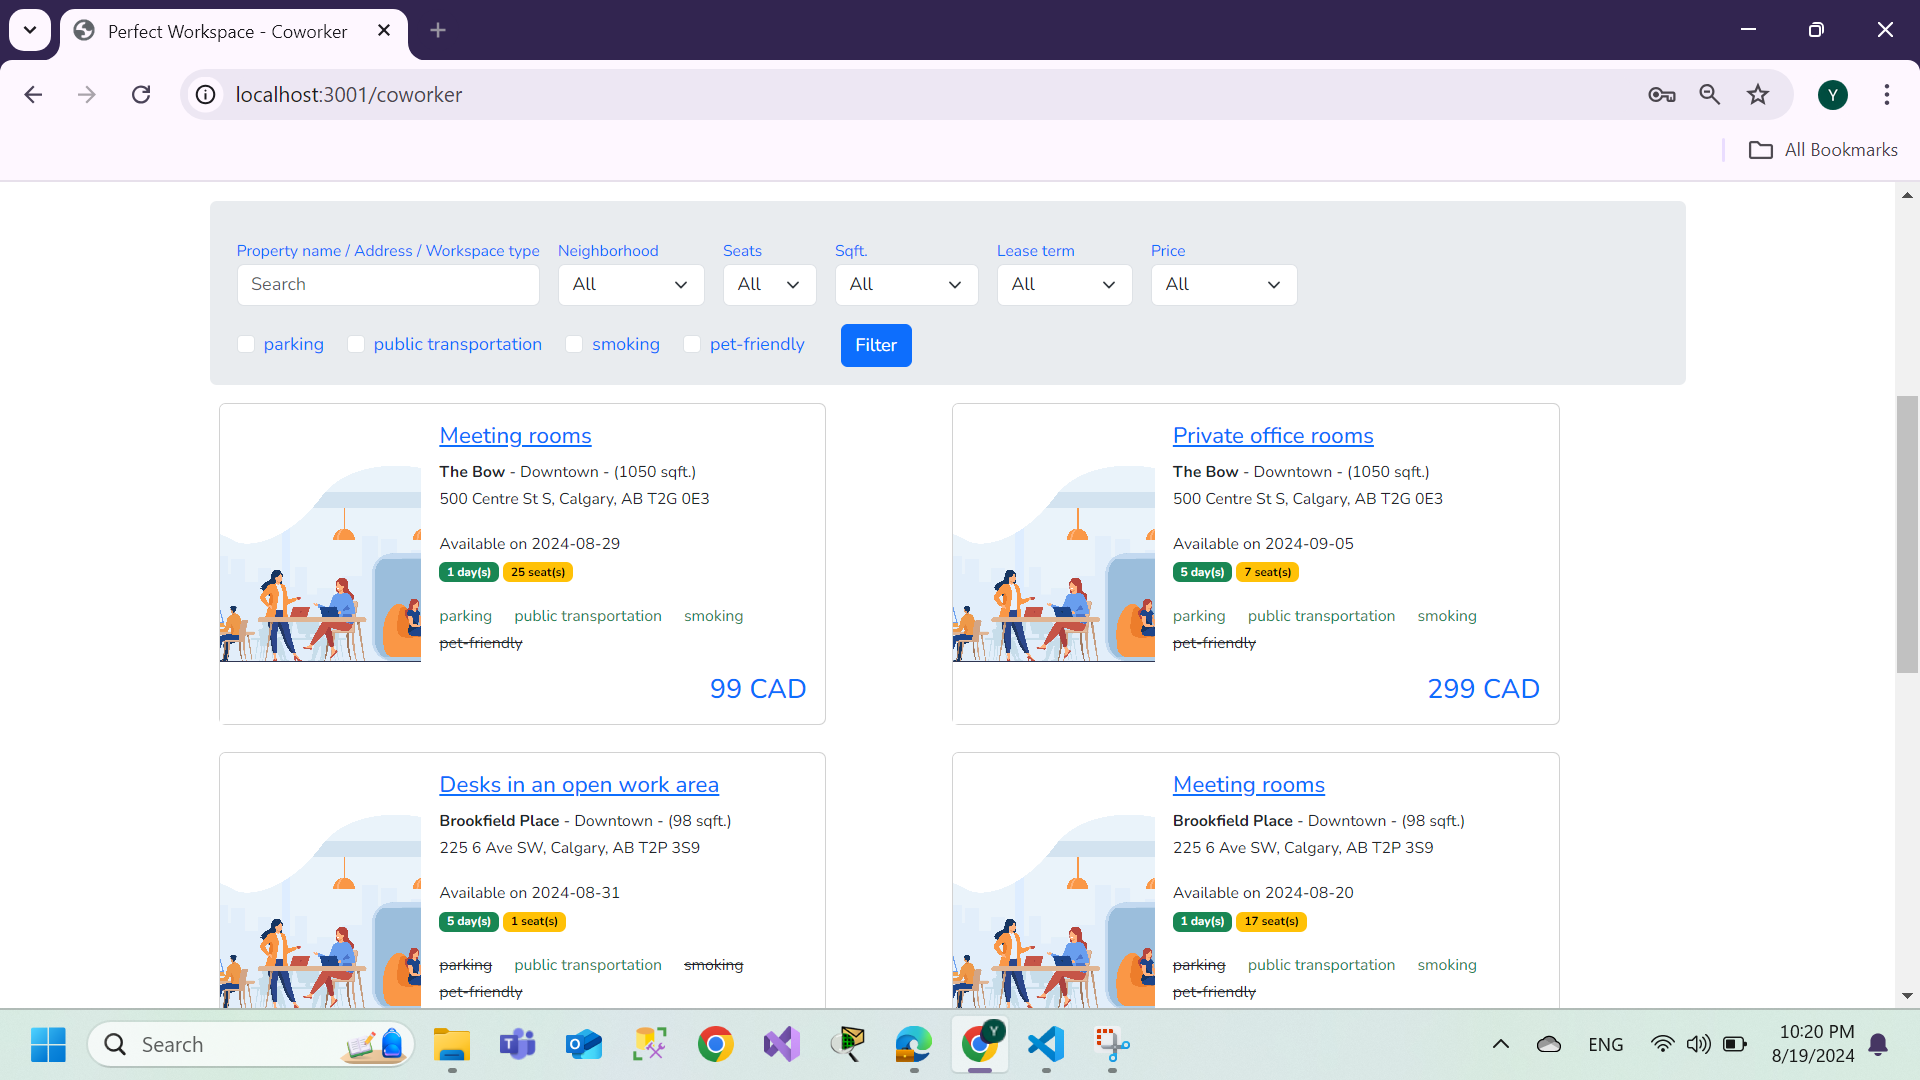 Perfect Workspace - Coworker
localhost:3001/coworker
Y
All Bookmarks
Property name / Address / Workspace type Neighborhood Seats Sqft. Lease term Price
Search All All All All All
parking public transportation smoking pet-friendly Filter
Meeting rooms
The Bow - Downtown - (1050 sqft.)
500 Centre St S, Calgary, AB T2G 0E3
Available on 2024-08-29
1 day(s) 25 seat(s)
parking public transportation smoking
pet-friendly
99 CAD
Private office rooms
The Bow - Downtown - (1050 sqft.)
500 Centre St S, Calgary, AB T2G 0E3
Available on 2024-09-05
5 day(s) 7 seat(s)
parking public transportation smoking
pet-friendly
299 CAD
Desks in an open work area
Brookfield Place - Downtown - (98 sqft.)
225 6 Ave SW, Calgary, AB T2P 3S9
Available on 2024-08-31
5 day(s) 1 seat(s)
parking public transportation smoking
pet-friendly
Meeting rooms
Brookfield Place - Downtown - (98 sqft.)
225 6 Ave SW, Calgary, AB T2P 3S9
Available on 2024-08-20
1 day(s) 17 seat(s)
parking public transportation smoking
pet-friendly
Search
Y
ENG
10:20 PM
8/19/2024